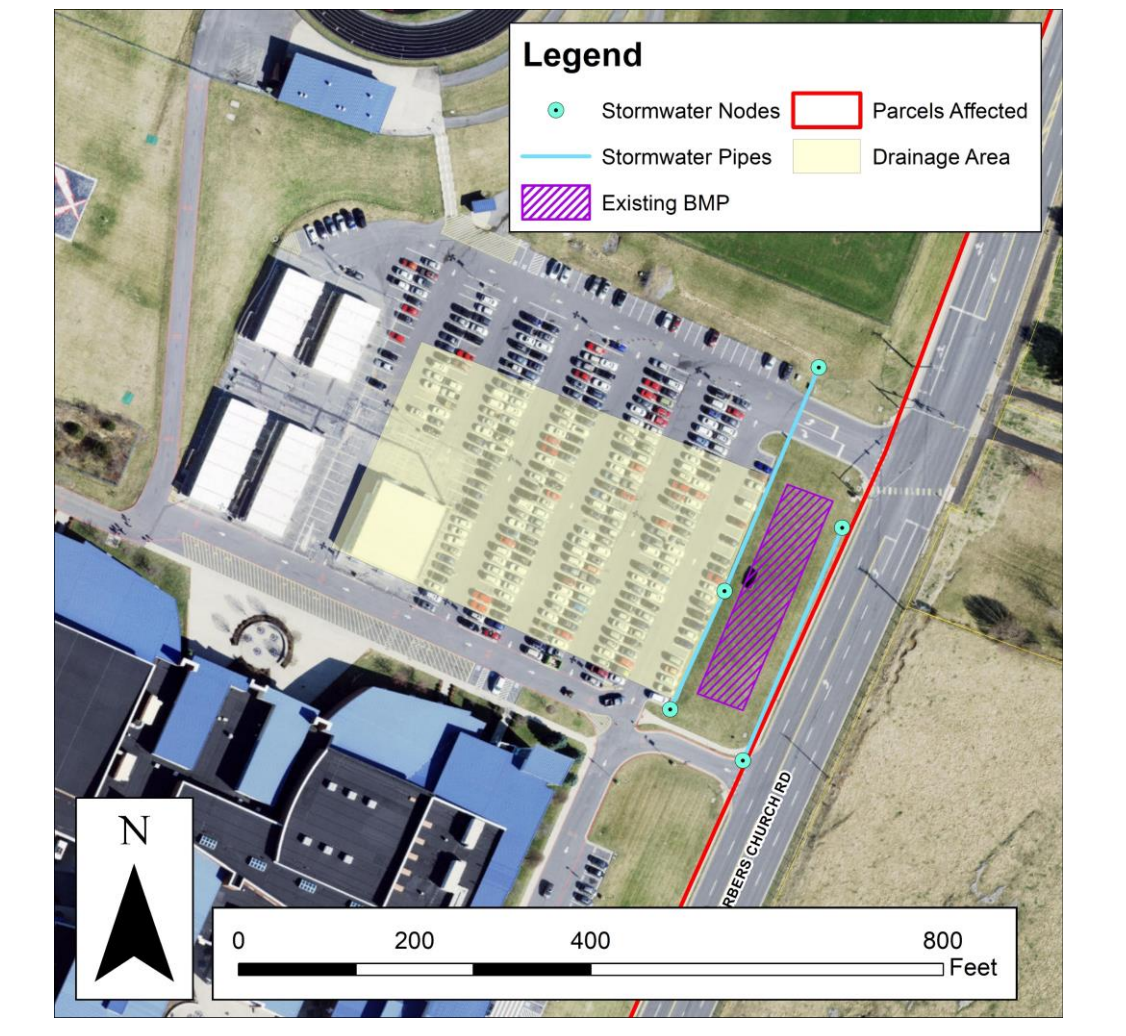 Legend
Stormwater Nodes
Parcels Affected
Stormwater Pipes
Drainage Area
Existing BMP
RBERS CHURCH RD
N
0 200 400 800
Feet